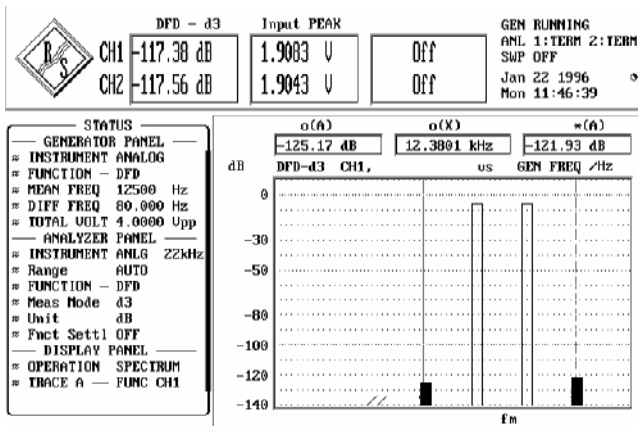 DFD - d3 Input PEAK
R S
CH1 -117.38 dB 1.9083 V Off
CH2 -117.56 dB 1.9043 V Off
GEN RUNNING
ANL 1:TERM 2:TERM
SWP OFF
Jan 22 1996
Mon 11:46:39
STATUS
GENERATOR PANEL
INSTRUMENT ANALOG
FUNCTION - DFD
MEAN FREQ 12500 Hz
DIFF FREQ 80.000 Hz
TOTAL VOLT 4.0000 Vpp
ANALYZER PANEL
INSTRUMENT ANLG 22kHz
Range AUTO
FUNCTION - DFD
Meas Mode d3
Unit dB
Fnct Settl OFF
DISPLAY PANEL
OPERATION SPECTRUM
TRACE A — FUNC CH1
o(A) o(X) *(A)
-125.17 dB 12.3801 kHz -121.93 dB
dB DFD-d3 CH1, vs GEN FREQ /Hz
0
-30
-50
-80
-100
-120
-140
fm